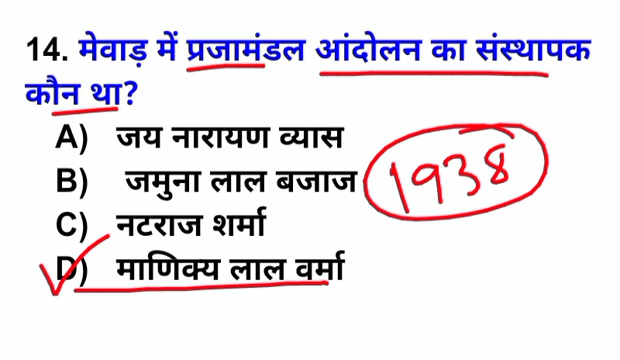 14. मेवाड़ में प्रजामंडल आंदोलन का संस्थापक
कौन था?
A) जय नारायण व्यास
B) जमुना लाल बजाज
1938
C) नटराज शर्मा
D) माणिक्य लाल वर्मा